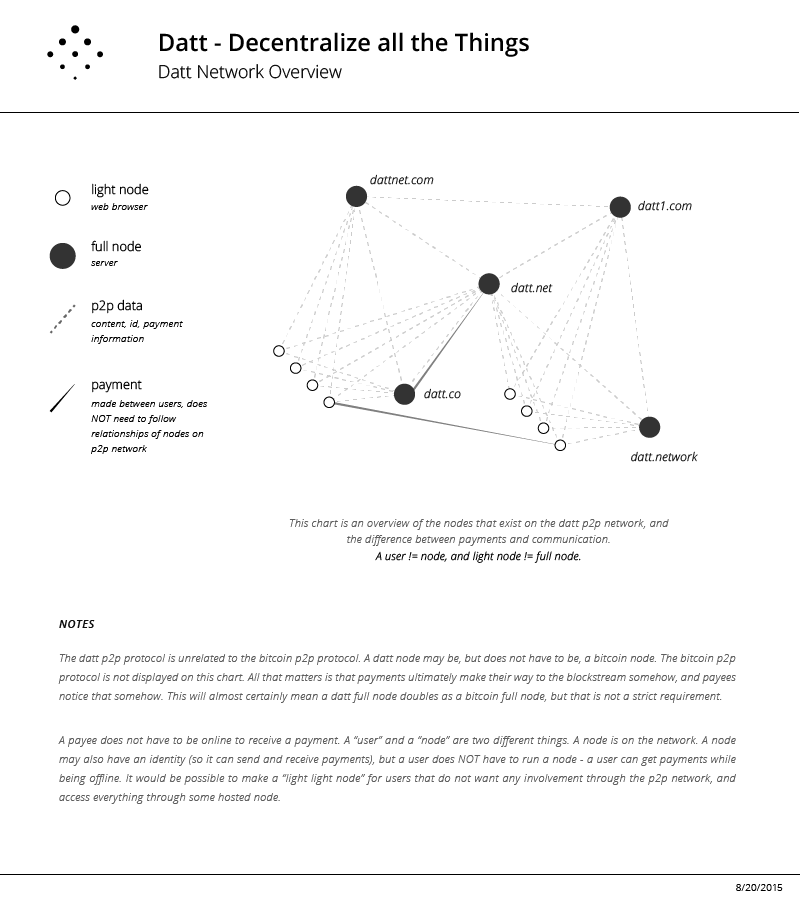 Datt - Decentralize all the Things
Datt Network Overview
light node
web browser
full node
server
p2p data
content, id, payment
information
payment
made between users, does
NOT need to follow
relationships of nodes on
p2p network
dattnet.com
datt1.com
datt.net
datt.co
datt.network
This chart is an overview of the nodes that exist on the datt p2p network, and
the difference between payments and communication.
A user != node, and light node != full node.
NOTES
The datt p2p protocol is unrelated to the bitcoin p2p protocol. A datt node may be, but does not have to be, a bitcoin node. The bitcoin p2p
protocol is not displayed on this chart. All that matters is that payments ultimately make their way to the blockstream somehow, and payees
notice that somehow. This will almost certainly mean a datt full node doubles as a bitcoin full node, but that is not a strict requirement.
A payee does not have to be online to receive a payment. A “user” and a “node” are two different things. A node is on the network. A node
may also have an identity (so it can send and receive payments), but a user does NOT have to run a node - a user can get payments while
being offline. It would be possible to make a “light light node” for users that do not want any involvement through the p2p network, and
access everything through some hosted node.
8/20/2015